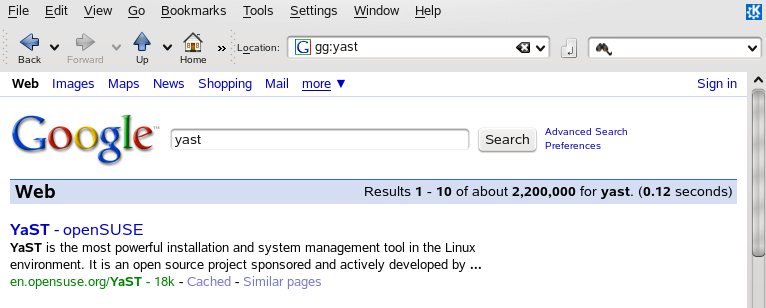 File Edit View Go Bookmarks Tools Settings Window Help
Back Forward Up Home » Location: gg:yast
Web Images Maps News Shopping Mail more ▼ Sign in
Google™ yast Search Advanced Search
Preferences
Web Results 1 - 10 of about 2,200,000 for yast. (0.12 seconds)
YaST - openSUSE
YaST is the most powerful installation and system management tool in the Linux
environment. It is an open source project sponsored and actively developed by ...
en.opensuse.org/YaST - 18k - Cached - Similar pages